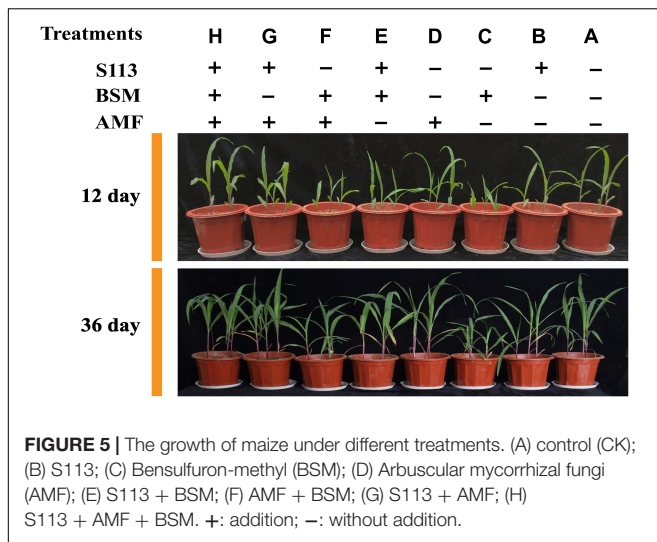 Treatments H G F E D C B A
S113 + + − + − − + −
BSM + − + + − + − −
AMF + + + − + − − −
12 day
36 day
FIGURE 5 | The growth of maize under different treatments. (A) control (CK);
(B) S113; (C) Bensulfuron-methyl (BSM); (D) Arbuscular mycorrhizal fungi
(AMF); (E) S113 + BSM; (F) AMF + BSM; (G) S113 + AMF; (H)
S113 + AMF + BSM. +: addition; −: without addition.